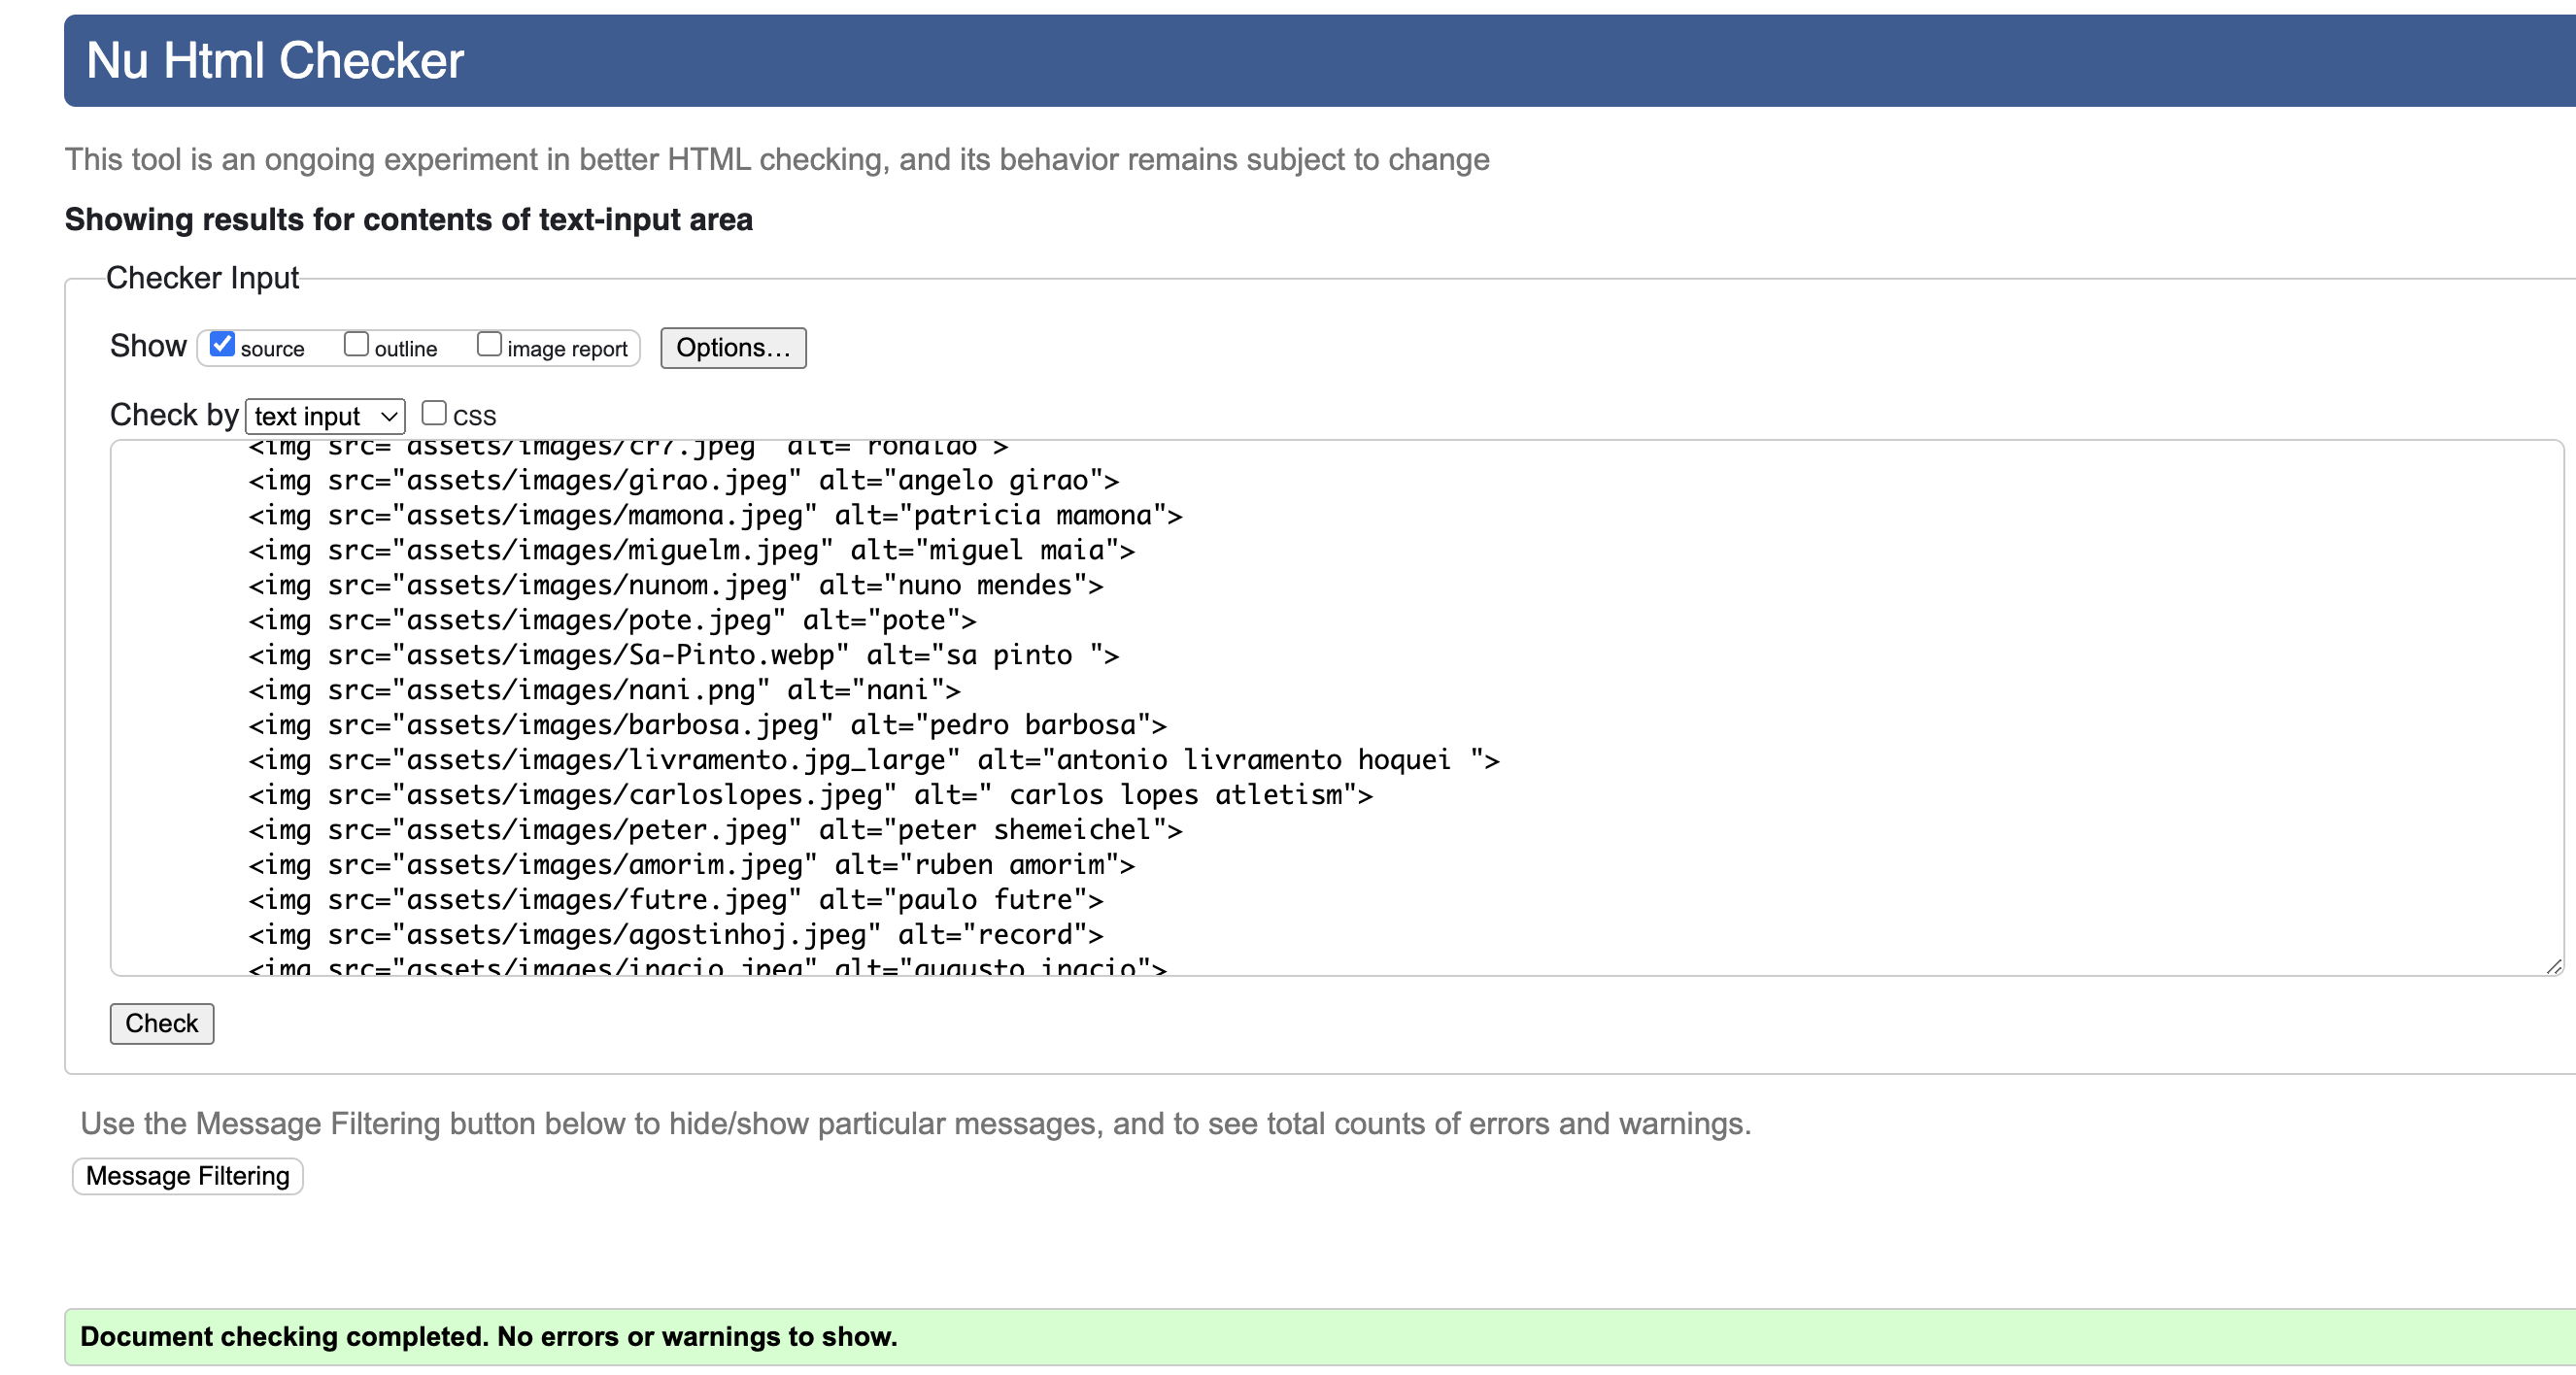 Nu Html Checker
This tool is an ongoing experiment in better HTML checking, and its behavior remains subject to change
Showing results for contents of text-input area
Checker Input
Show source outline image report Options...
Check by text input CSS
<img src="assets/images/cr7.jpeg" alt="ronaldo">
<img src="assets/images/girao.jpeg" alt="angelo girao">
<img src="assets/images/mamona.jpeg" alt="patricia mamona">
<img src="assets/images/miguelm.jpeg" alt="miguel maia">
<img src="assets/images/nunom.jpeg" alt="nuno mendes">
<img src="assets/images/pote.jpeg" alt="pote">
<img src="assets/images/Sa-Pinto.webp" alt="sa pinto ">
<img src="assets/images/nani.png" alt="nani">
<img src="assets/images/barbosa.jpeg" alt="pedro barbosa">
<img src="assets/images/livramento.jpg_large" alt="antonio livramento hoquei ">
<img src="assets/images/carloslopes.jpeg" alt=" carlos lopes atletism">
<img src="assets/images/peter.jpeg" alt="peter shemeichel">
<img src="assets/images/amorim.jpeg" alt="ruben amorim">
<img src="assets/images/futre.jpeg" alt="paulo futre">
<img src="assets/images/agostinhoj.jpeg" alt="record">
<img src="assets/images/inacio.jpeg" alt="augusto inacio">
Check
Use the Message Filtering button below to hide/show particular messages, and to see total counts of errors and warnings.
Message Filtering
Document checking completed. No errors or warnings to show.